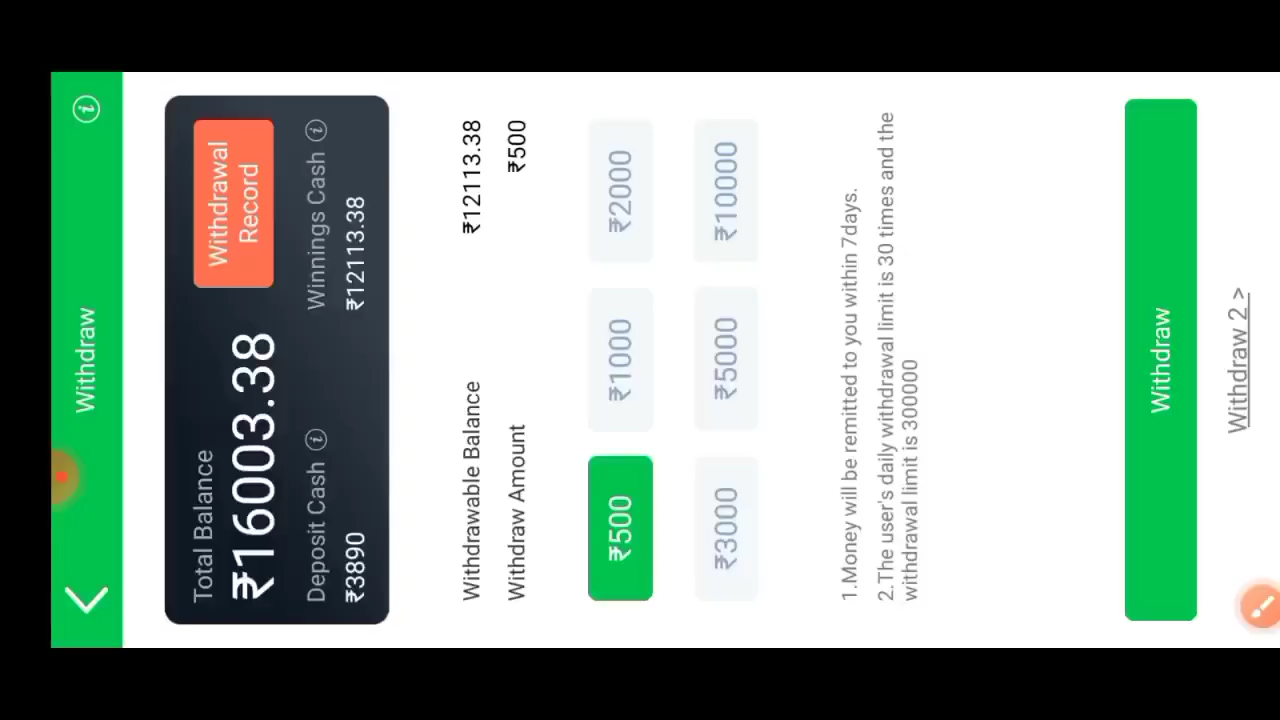 Withdraw
Total Balance
Withdrawal
Record
₹16003.38
Deposit Cash
Winnings Cash
₹3890
₹12113.38
Withdrawable Balance
₹12113.38
Withdraw Amount
₹500
₹500
₹1000
₹2000
₹3000
₹5000
₹10000
1.Money will be remitted to you within 7days.
2.The user's daily withdrawal limit is 30 times and the
withdrawal limit is 300000
Withdraw
Withdraw 2 >